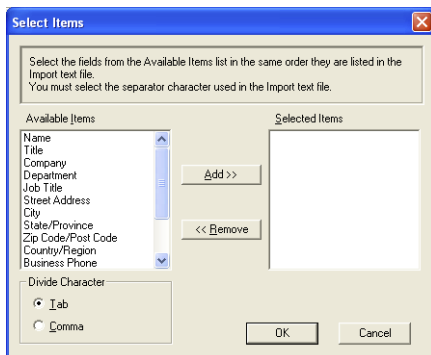 Select Items
Select the fields from the Available Items list in the same order they are listed in the
Import text file.
You must select the separator character used in the Import text file.
Available Items
Selected Items
Name
Title
Company
Department
Job Title
Street Address
City
State/Province
Zip Code/Post Code
Country/Region
Business Phone
Add >>
<< Remove
Divide Character
Tab
Comma
OK
Cancel